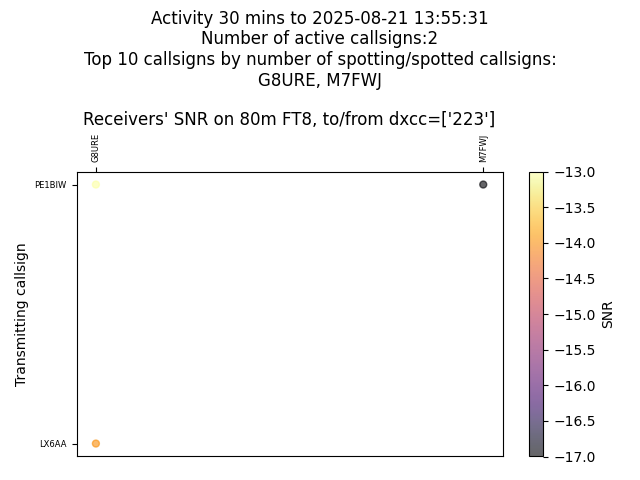 Activity 30 mins to 2025-08-21 13:55:31
Number of active callsigns:2
Top 10 callsigns by number of spotting/spotted callsigns:
G8URE, M7FWJ
Receivers' SNR on 80m FT8, to/from dxcc=['223']
G8URE
M7FWJ
PE1BIW
LX6AA
Transmitting callsign
−13.0
−13.5
−14.0
−14.5
−15.0
−15.5
−16.0
−16.5
−17.0
SNR